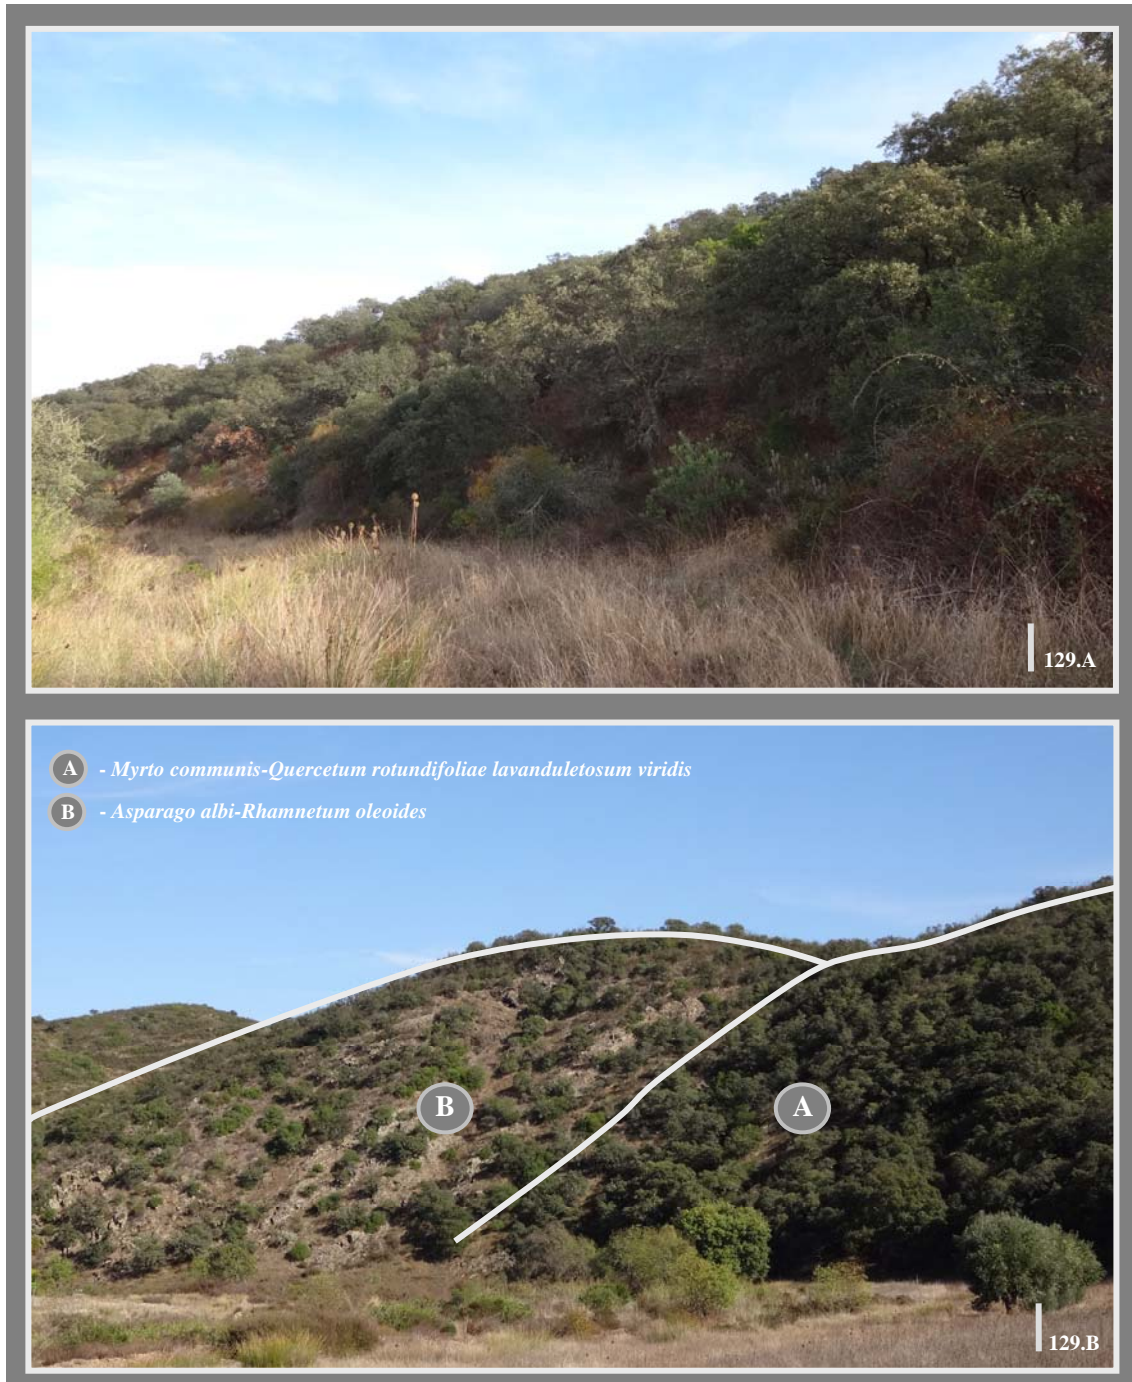 129.A
A - Myrto communis-Quercetum rotundifoliae lavanduletosum viridis
B - Asparago albi-Rhamnetum oleoides
B
A
129.B